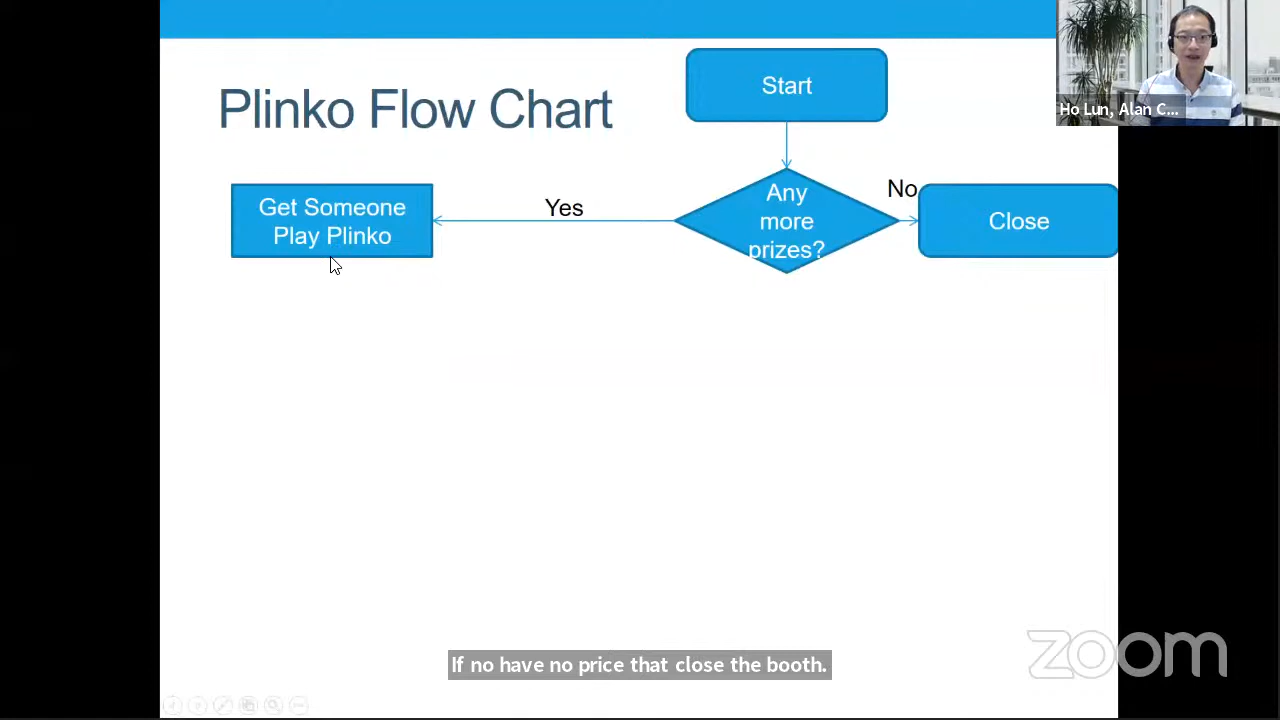 Plinko Flow Chart
Start
Ho Lun, Alan C...
Get Someone
Play Plinko
Yes
Any
more
prizes?
No
Close
If no have no price that close the booth.
zoom